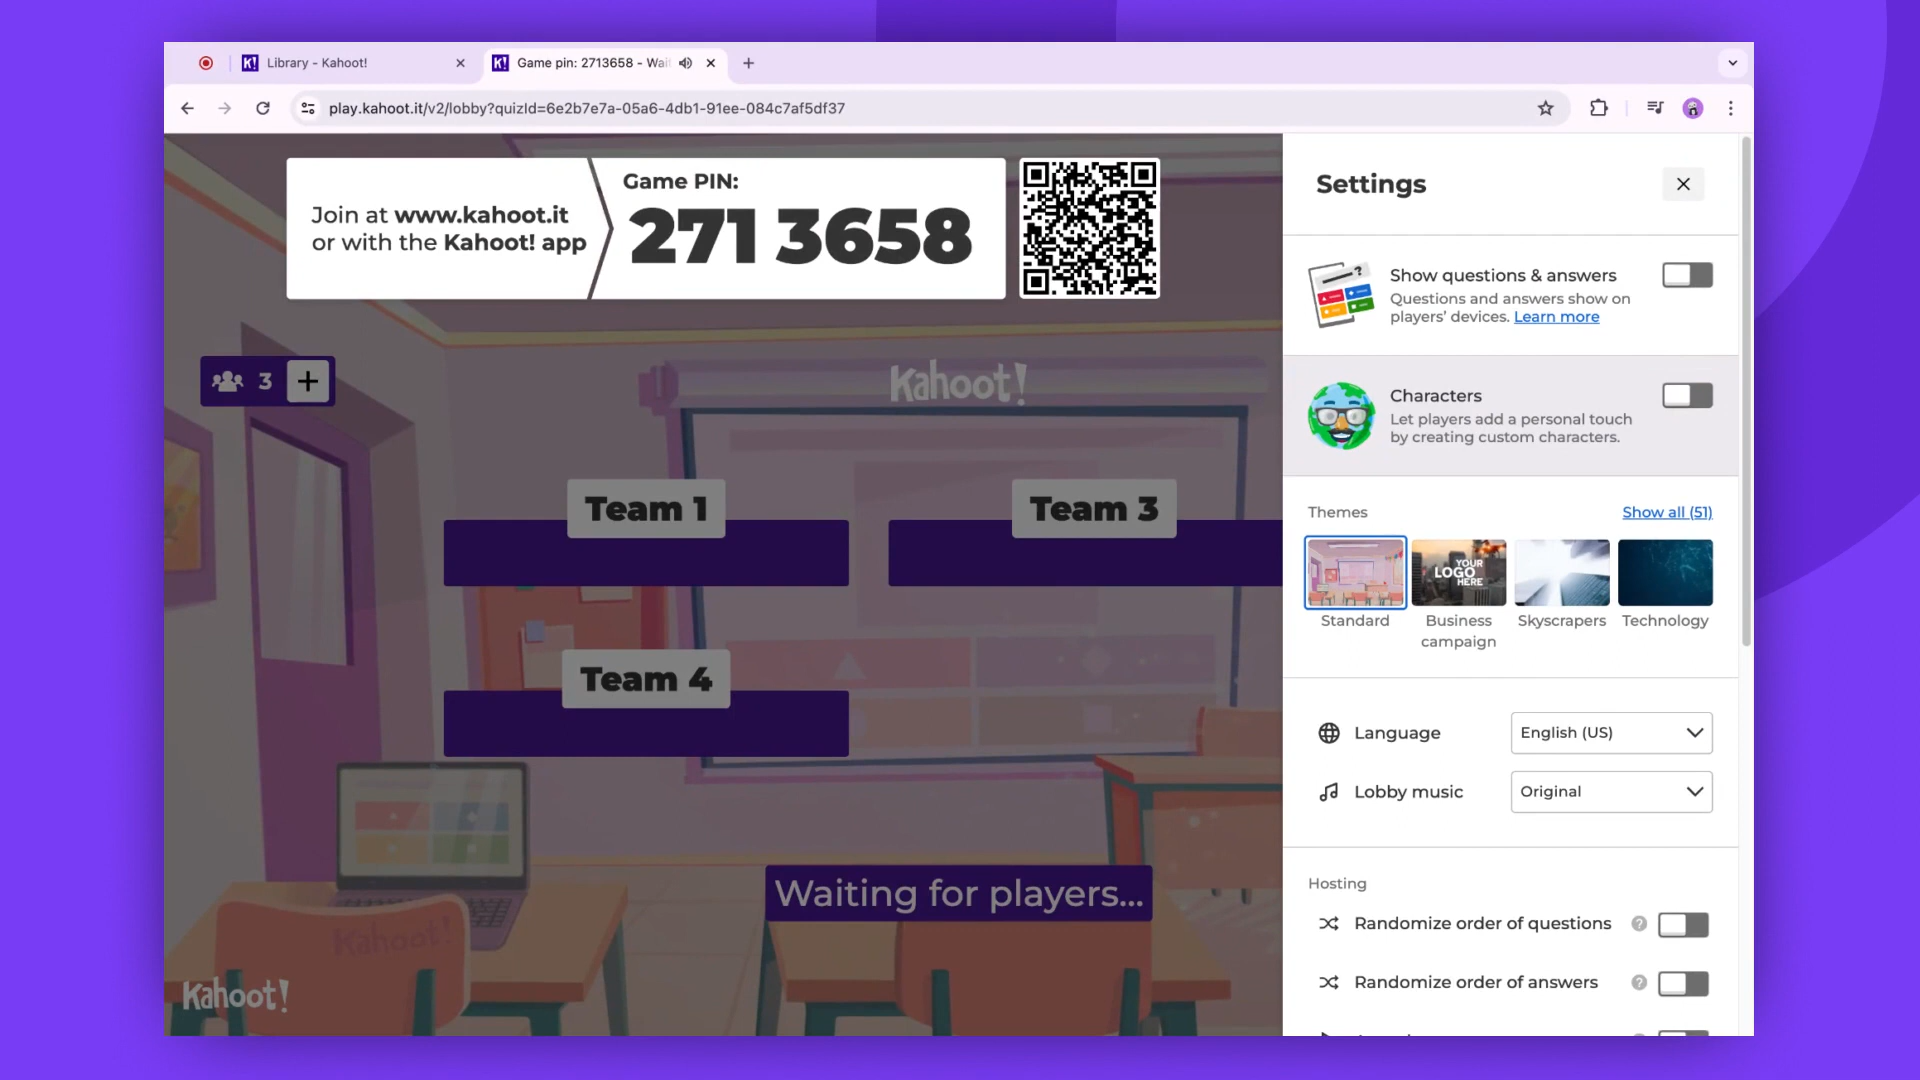 Library - Kahoot!
Game pin: 2713658 - Wai
play.kahoot.it/v2/lobby?quizId=6e2b7e7a-05a6-4db1-91ee-084c7af5df37
Join at www.kahoot.it
or with the Kahoot! app
Game PIN:
271 3658
3
Kahoot!
Team 1
Team 3
Team 4
Waiting for players...
Kahoot!
Kahoot!
Settings
Show questions & answers
Questions and answers show on
players' devices. Learn more
Characters
Let players add a personal touch
by creating custom characters.
Themes
Show all (51)
YOUR
LOGO
HERE
Standard
Business
campaign
Skyscrapers
Technology
Language
English (US)
Lobby music
Original
Hosting
Randomize order of questions
Randomize order of answers